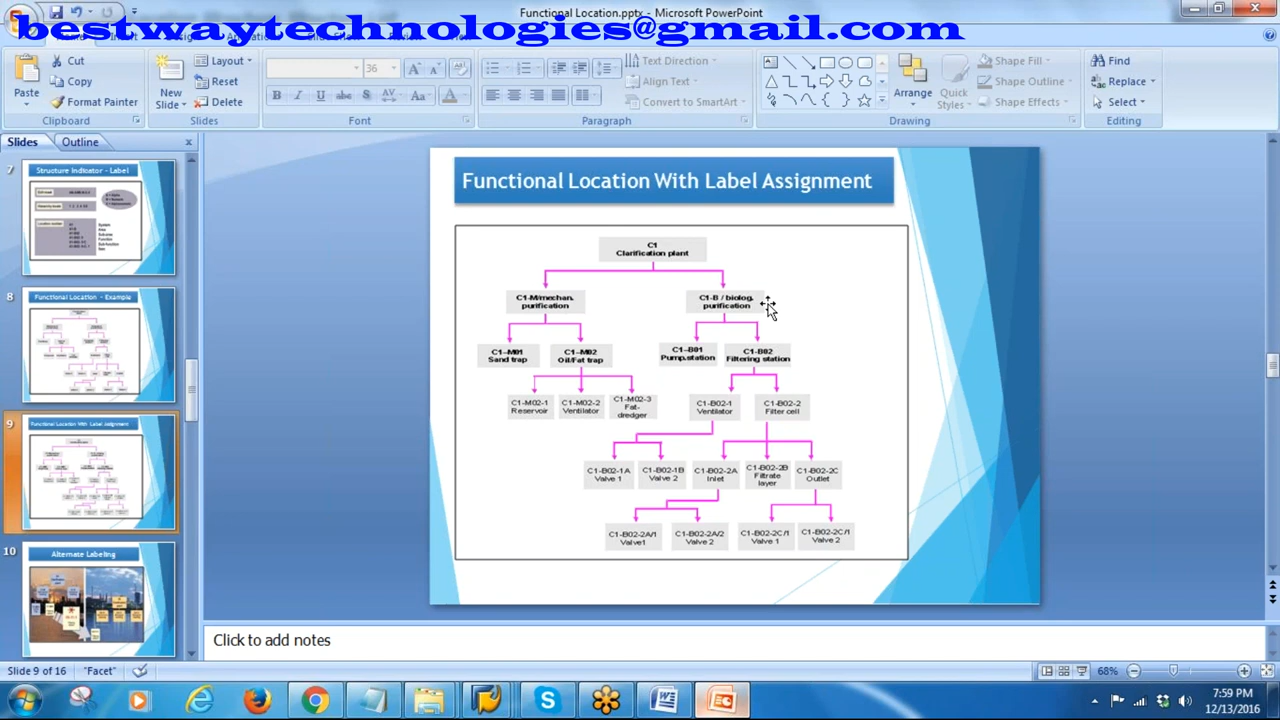 Functional Location.pptx - Microsoft PowerPoint
bestwaytechnologies@gmail.com
Paste
Cut
Copy
Format Painter
Clipboard
New Slide
Layout
Reset
Delete
Slides
36
B I U abc S AV Aa A
Font
Text Direction
Align Text
Convert to SmartArt
Paragraph
Arrange
Quick Styles
Shape Fill
Shape Outline
Shape Effects
Drawing
Find
Replace
Select
Editing
Slides Outline
7
Structure Indicator - Label
8
Functional Location - Example
9
Functional Location With Label Assignment
10
Alternate Labeling
Functional Location With Label Assignment
C1
Clarification plant
C1-M/mechan.
purification
C1-B / biolog.
purification
C1-M01
Sand trap
C1-M02
Oil/Fat trap
C1-B01
Pump.station
C1-B02
Filtering station
C1-M02-1
Reservoir
C1-M02-2
Ventilator
C1-M02-3
Fat-
dredger
C1-B02-1
Ventilator
C1-B02-2
Filter cell
C1-B02-1A
Valve 1
C1-B02-1B
Valve 2
C1-B02-2A
Inlet
C1-B02-2B
Filtrate
layer
C1-B02-2C
Outlet
C1-B02-2A/1
Valve1
C1-B02-2A/2
Valve 2
C1-B02-2C/1
Valve 1
C1-B02-2C/1
Valve 2
Click to add notes
Slide 9 of 16
"Facet"
68%
7:59 PM
12/13/2016